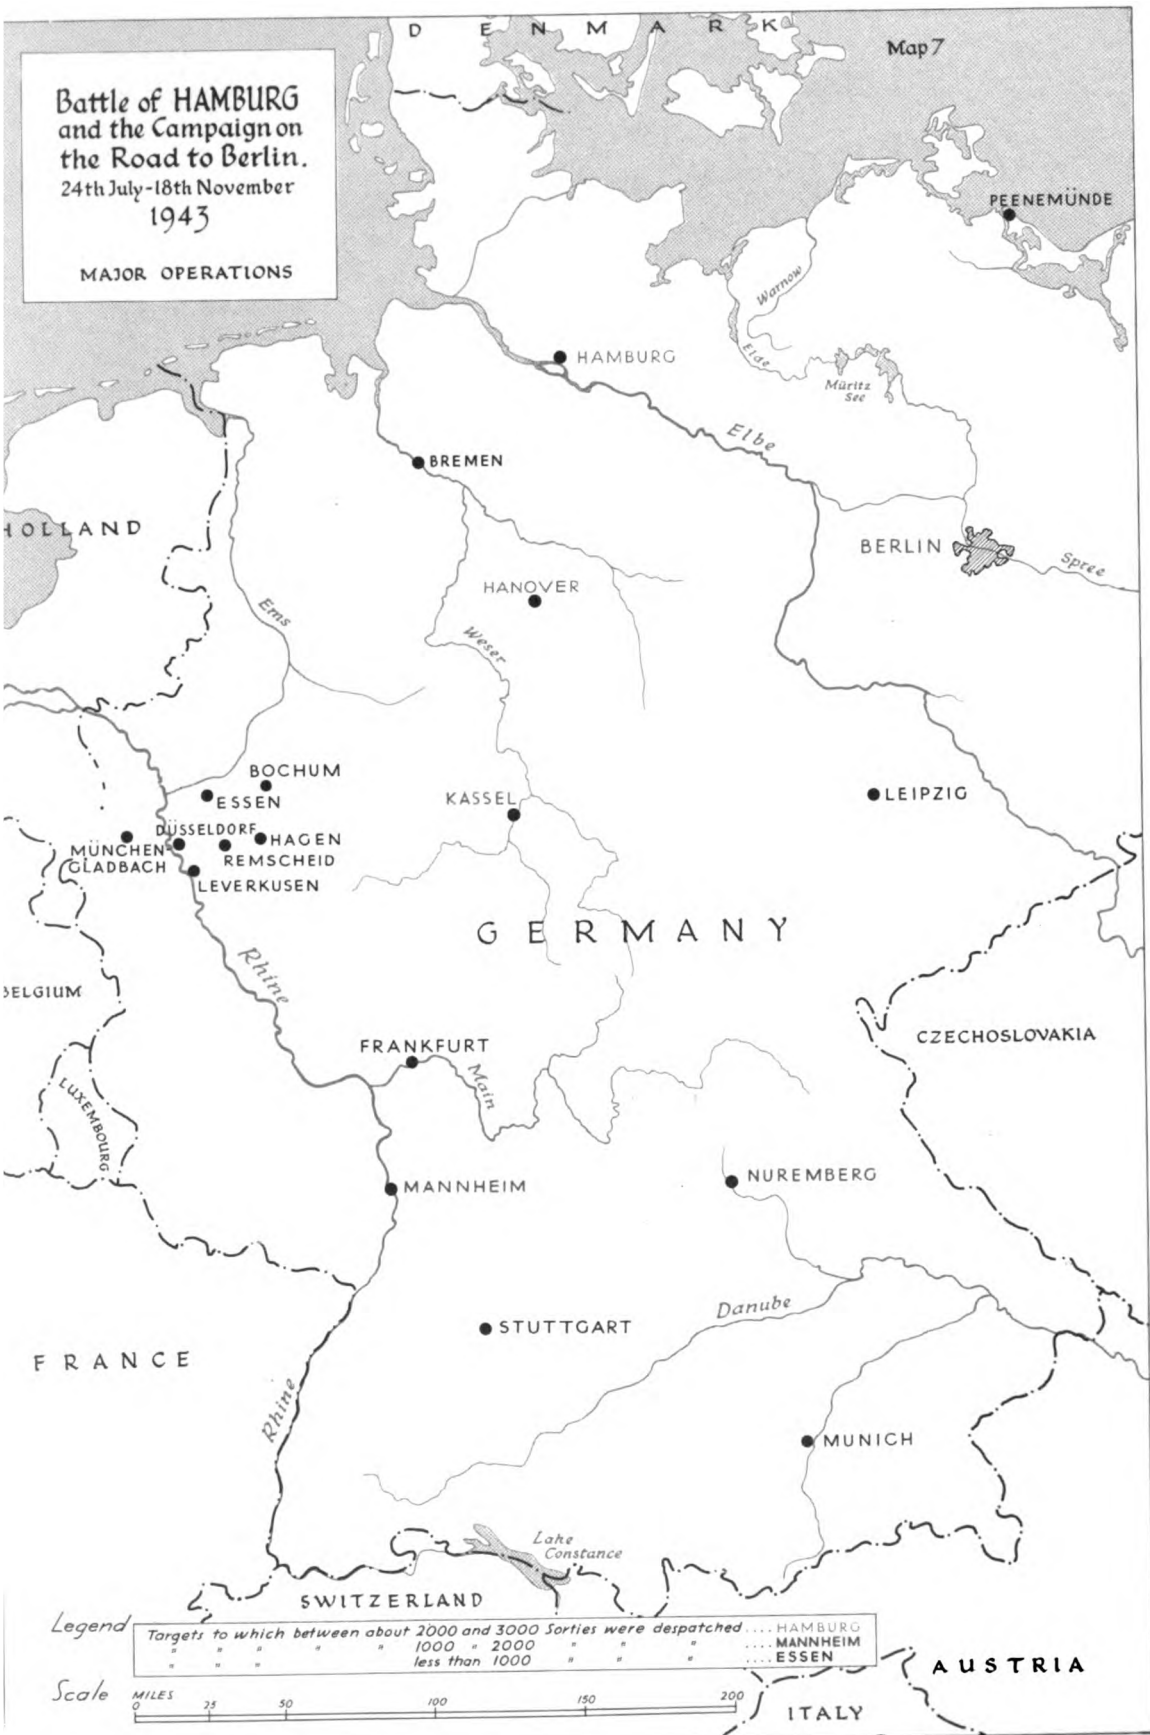 D E N M A R K
Map 7
Battle of HAMBURG
and the Campaign on
the Road to Berlin.
24th July-18th November
1943
MAJOR OPERATIONS
PEENEMÜNDE
Warnow
HAMBURG
Elde
Müritz
See
Elbe
BREMEN
HOLLAND
BERLIN
Spree
HANOVER
Ems
Weser
BOCHUM
ESSEN
KASSEL
LEIPZIG
DÜSSELDORF
HAGEN
MÜNCHEN-
GLADBACH
REMSCHEID
LEVERKUSEN
GERMANY
Rhine
BELGIUM
CZECHOSLOVAKIA
FRANKFURT
Main
LUXEMBOURG
MANNHEIM
NUREMBERG
Danube
STUTTGART
FRANCE
Rhine
MUNICH
Lake
Constance
SWITZERLAND
Legend
Targets to which between about 2000 and 3000 Sorties were despatched .... HAMBURG
" " " " " 1000 " 2000 " " " .... MANNHEIM
" " " less than 1000 " " " .... ESSEN
AUSTRIA
Scale
MILES
0 25 50 100 150 200
ITALY